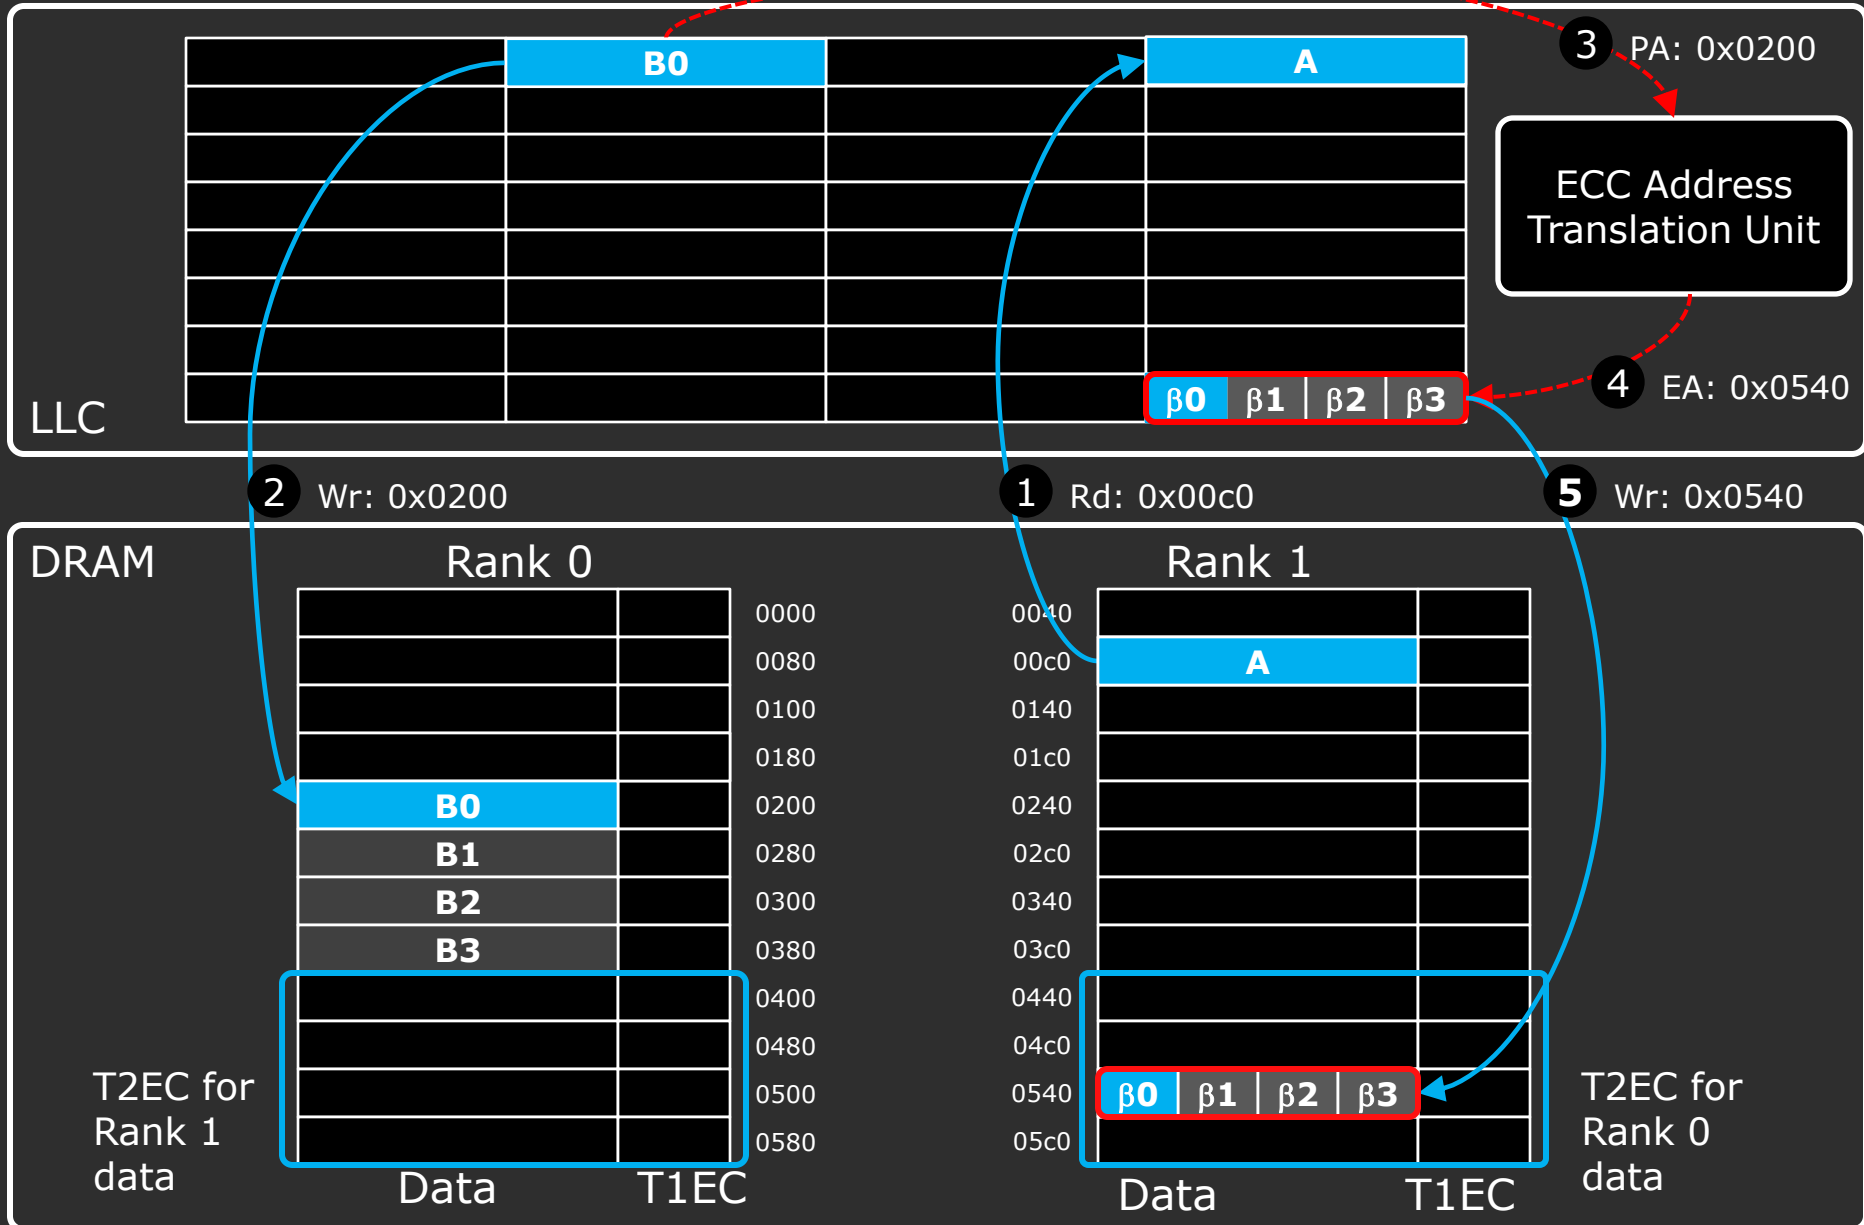 B0
A
3 PA: 0x0200
ECC Address
Translation Unit
4 EA: 0x0540
β0 β1 β2 β3
LLC
2 Wr: 0x0200
1 Rd: 0x00c0
5 Wr: 0x0540
DRAM
Rank 0
Rank 1
0000
0080
0100
0180
B0 0200
B1 0280
B2 0300
B3 0380
0400
0480
0500
0580
T2EC for
Rank 1
data
Data T1EC
0040
00c0 A
0140
01c0
0240
02c0
0340
03c0
0440
04c0
0540 β0 β1 β2 β3
05c0
T2EC for
Rank 0
data
Data T1EC